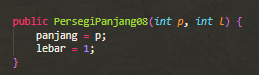 public PersegiPanjang08(int p, int l) {
    panjang = p;
    lebar = 1;
}